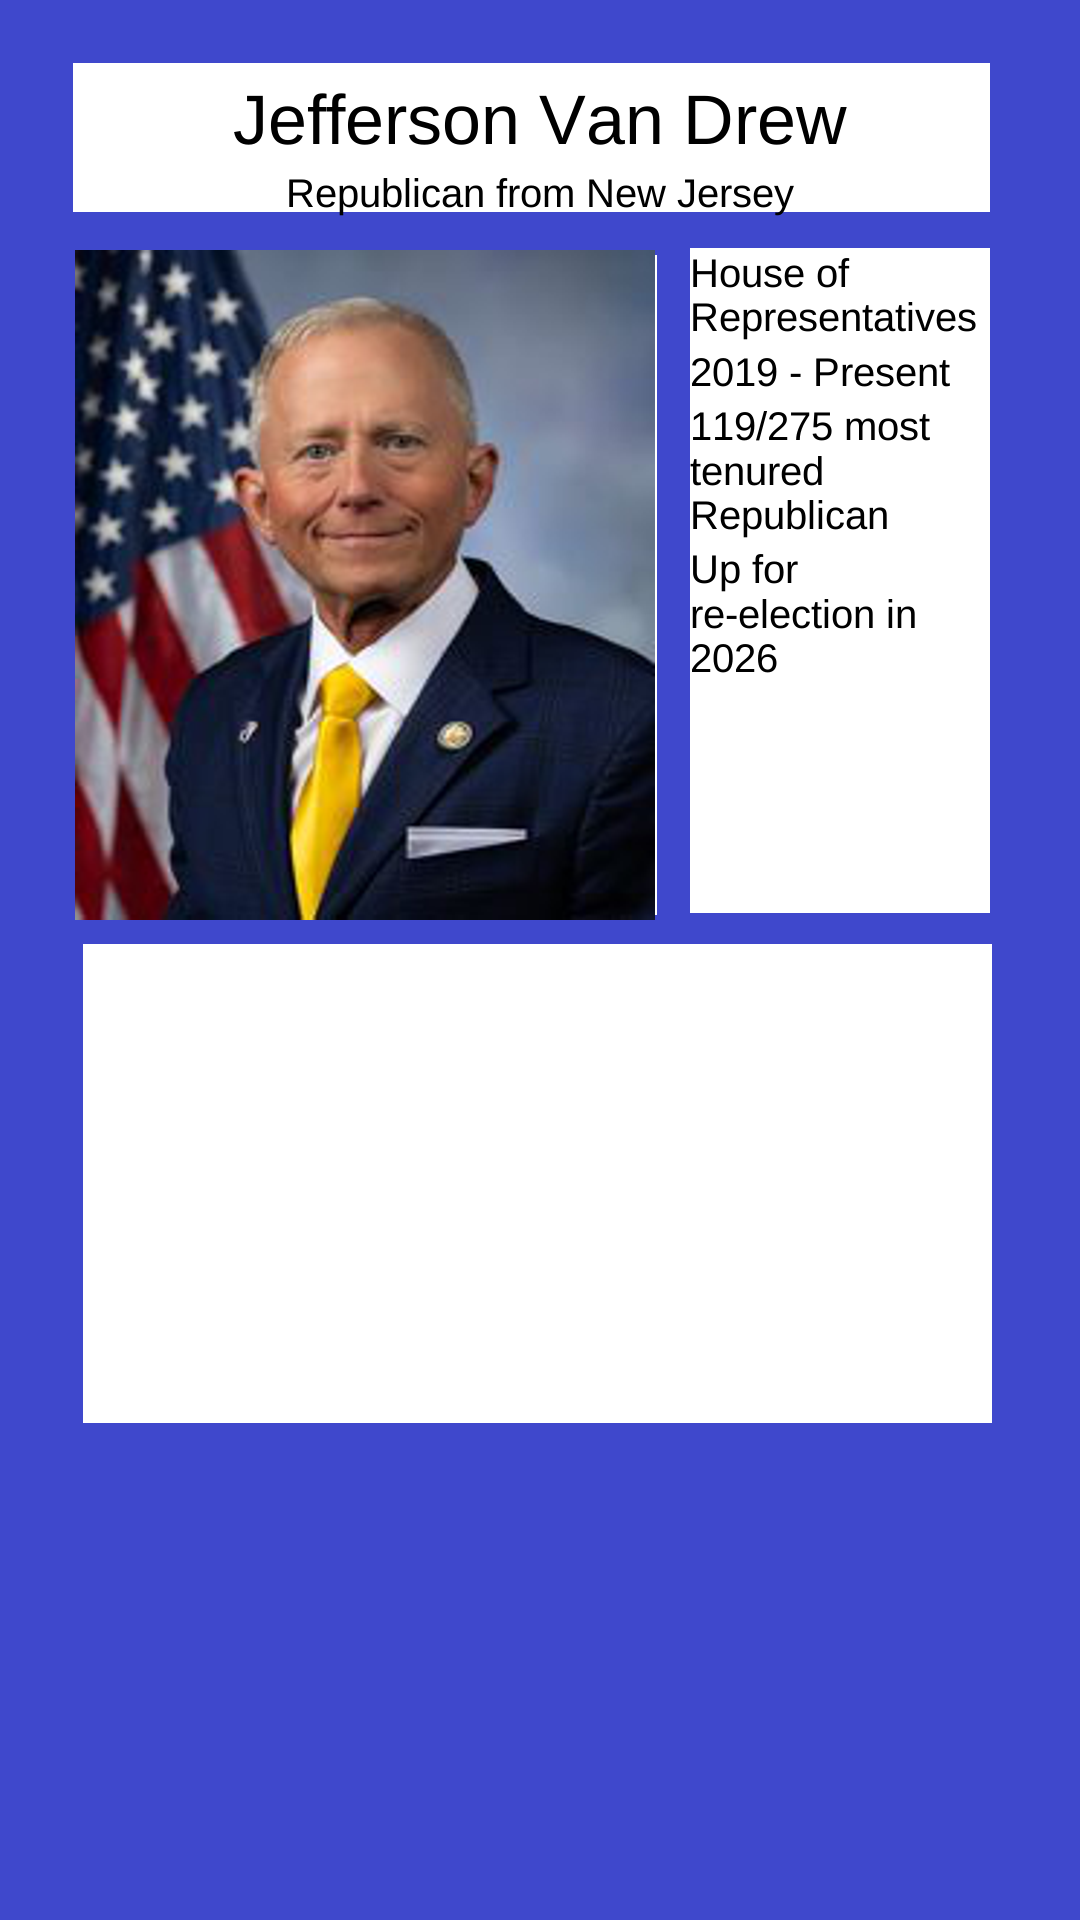 Jefferson Van Drew
Republican from New Jersey
House of
Representatives
2019 - Present
119/275 most
tenured
Republican
Up for
re-election in
2026